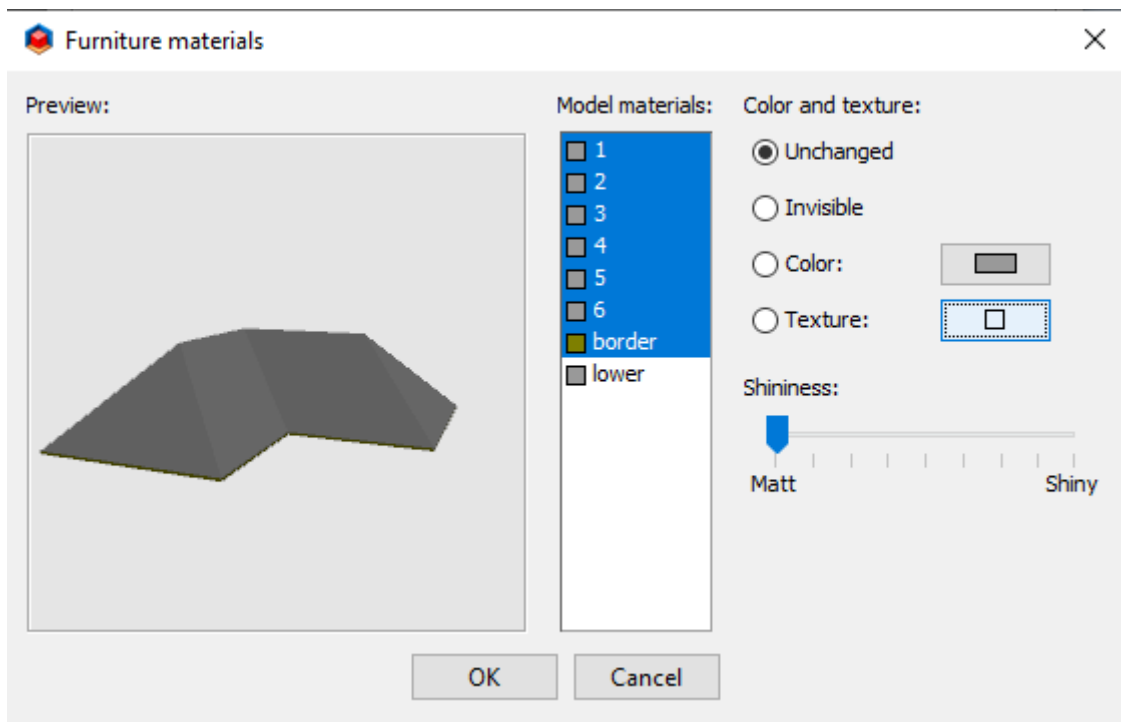 Furniture materials
Preview:
Model materials:
1
2
3
4
5
6
border
lower
Color and texture:
Unchanged
Invisible
Color:
Texture:
Shininess:
Matt
Shiny
OK
Cancel